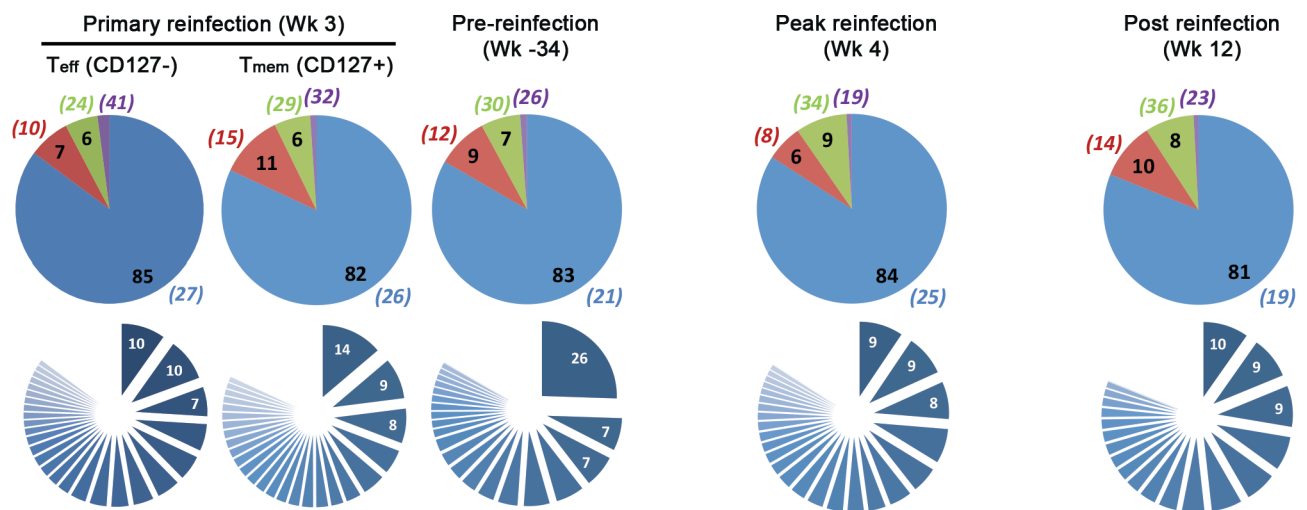 Primary reinfection (Wk 3)
Teff (CD127-)
Tmem (CD127+)
Pre-reinfection
(Wk -34)
Peak reinfection
(Wk 4)
Post reinfection
(Wk 12)
(10) (24) (41)
7 6
85
(27)
(15) (29) (32)
11 6
82
(26)
(12) (30) (26)
9 7
83
(21)
(8) (34) (19)
6 9
84
(25)
(14) (36) (23)
10 8
81
(19)
10
10
7
14
9
8
26
7
7
9
9
8
10
9
9